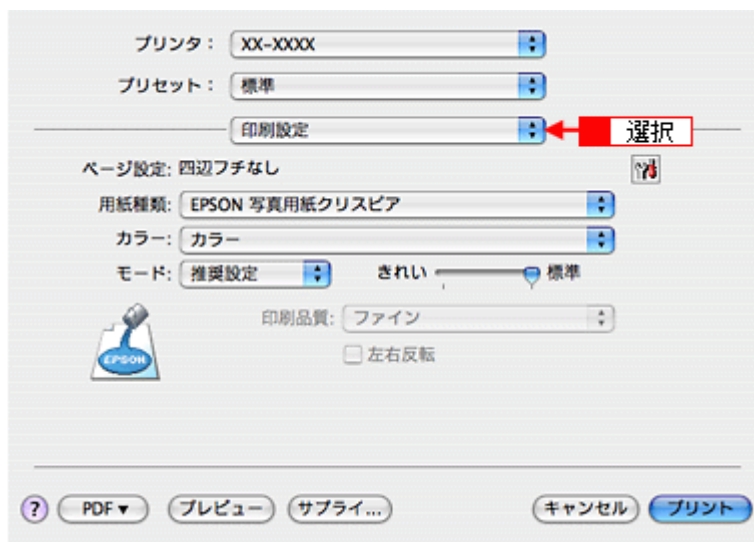 プリンタ： XX-XXXX
プリセット： 標準
印刷設定 選択
ページ設定: 四辺フチなし
用紙種類: EPSON 写真用紙クリスピア
カラー: カラー
モード: 推奨設定 きれい 標準
印刷品質: ファイン
EPSON
左右反転
? PDF▼ プレビュー サプライ... キャンセル プリント